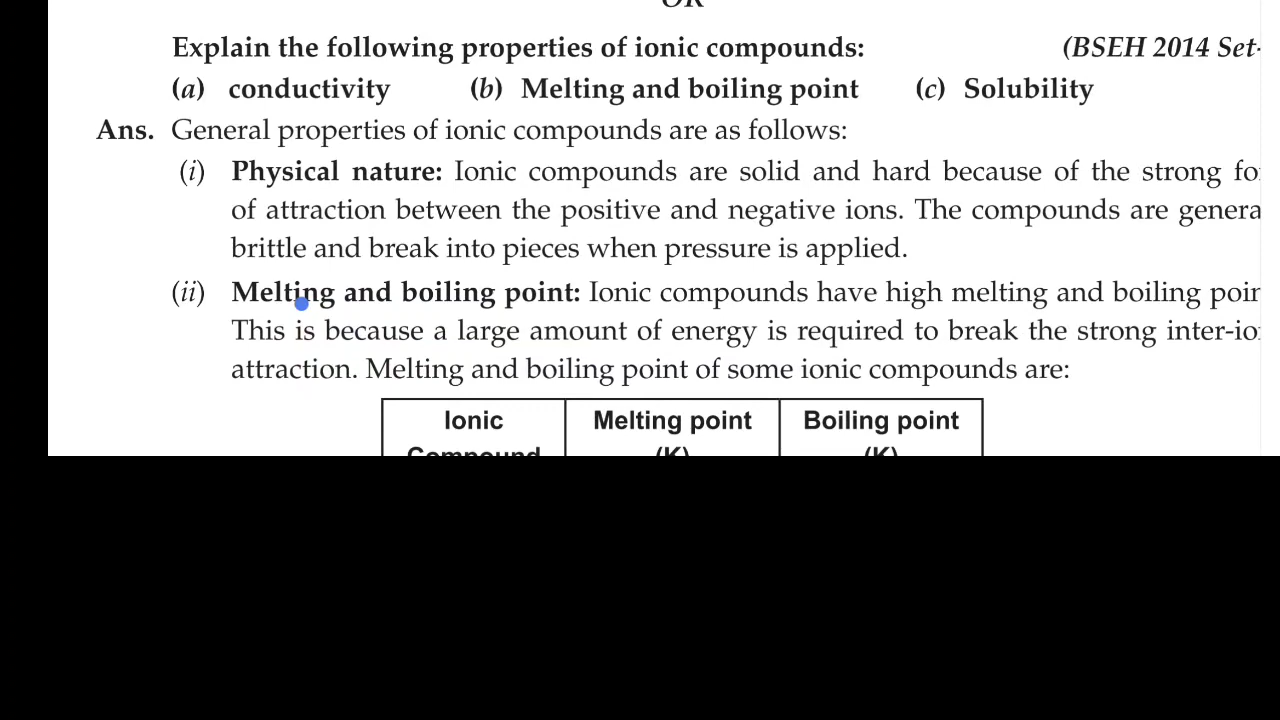 OR
Explain the following properties of ionic compounds: (BSEH 2014 Set-
(a) conductivity (b) Melting and boiling point (c) Solubility
Ans. General properties of ionic compounds are as follows:
(i) Physical nature: Ionic compounds are solid and hard because of the strong fo
of attraction between the positive and negative ions. The compounds are genera
brittle and break into pieces when pressure is applied.
(ii) Melting and boiling point: Ionic compounds have high melting and boiling poin
This is because a large amount of energy is required to break the strong inter-io
attraction. Melting and boiling point of some ionic compounds are:
Ionic Melting point Boiling point
Compound (K) (K)